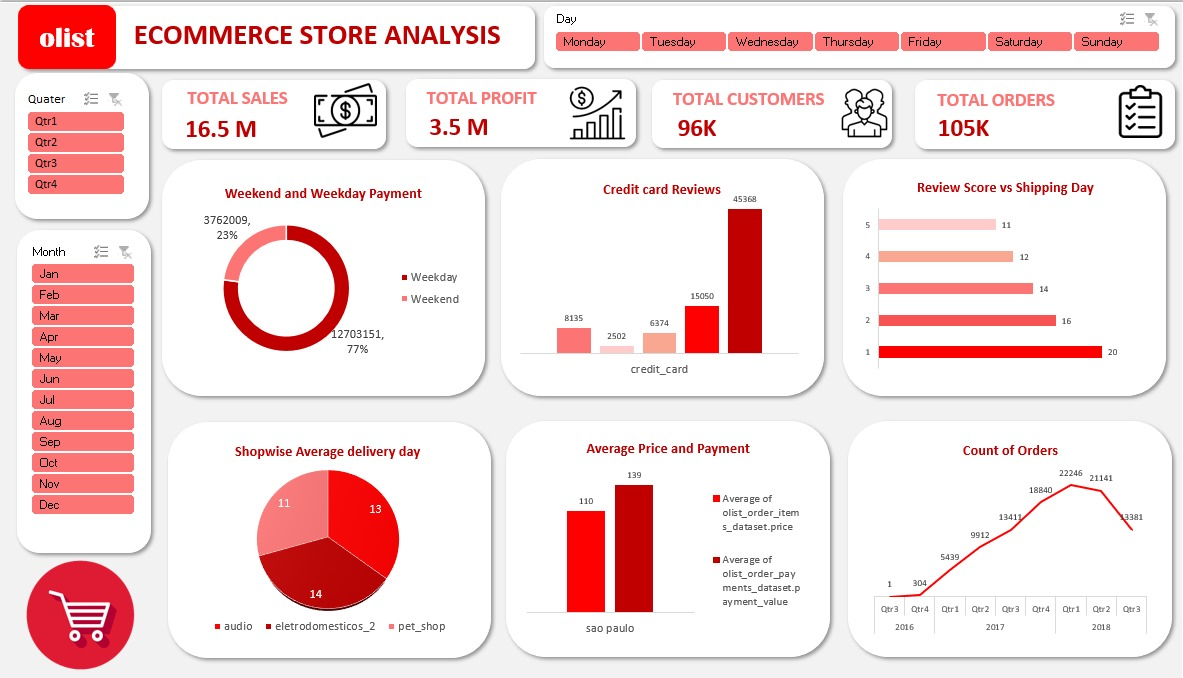 olist
ECOMMERCE STORE ANALYSIS
Day
Monday
Tuesday
Wednesday
Thursday
Friday
Saturday
Sunday
Quater
Qtr1
Qtr2
Qtr3
Qtr4
TOTAL SALES
16.5 M
TOTAL PROFIT
3.5 M
TOTAL CUSTOMERS
96K
TOTAL ORDERS
105K
Month
Jan
Feb
Mar
Apr
May
Jun
Jul
Aug
Sep
Oct
Nov
Dec
Weekend and Weekday Payment
3762009,
23%
12703151,
77%
Weekday
Weekend
Credit card Reviews
8135
2502
6374
15050
45368
credit_card
Review Score vs Shipping Day
5
11
4
12
3
14
2
16
1
20
Shopwise Average delivery day
11
13
14
audio
eletrodomesticos_2
pet_shop
Average Price and Payment
110
139
sao paulo
Average of
olist_order_item
s_dataset.price
Average of
olist_order_pay
ments_dataset.p
ayment_value
Count of Orders
1
304
5439
9912
13411
18840
22246
21141
13381
Qtr3
Qtr4
Qtr1
Qtr2
Qtr3
Qtr4
Qtr1
Qtr2
Qtr3
2016
2017
2018